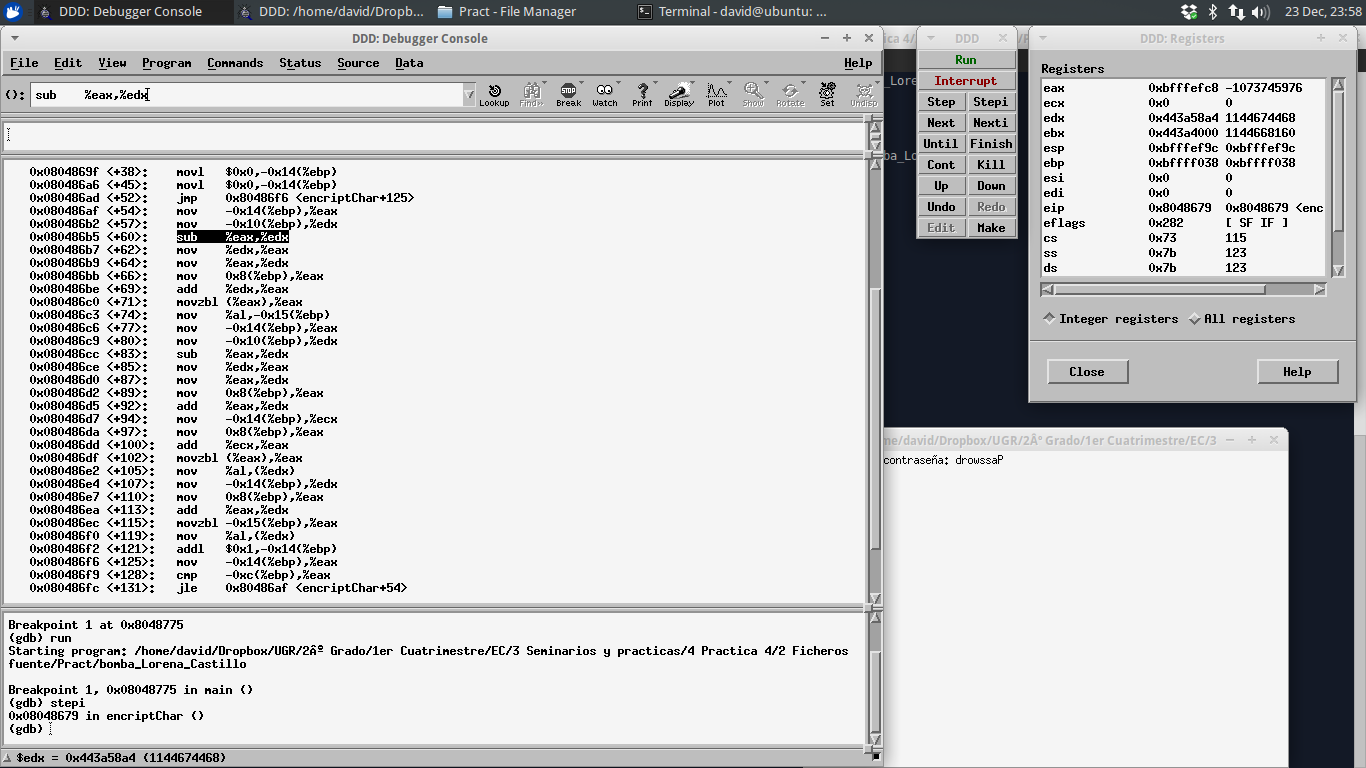 DDD: Debugger Console
DDD: /home/david/Dropb...
Pract - File Manager
Terminal - david@ubuntu: ...
23 Dec, 23:58
DDD: Debugger Console
File Edit View Program Commands Status Source Data Help
(): sub %eax,%edx
Lookup Find>> Break Watch Print Display Plot Show Rotate Set Undisp
0x0804869f <+38>: movl $0x0,-0x14(%ebp)
0x080486a6 <+45>: movl $0x0,-0x14(%ebp)
0x080486ad <+52>: jmp 0x80486f6 <encriptChar+125>
0x080486af <+54>: mov -0x14(%ebp),%eax
0x080486b2 <+57>: mov -0x10(%ebp),%edx
0x080486b5 <+60>: sub %eax,%edx
0x080486b7 <+62>: mov %edx,%eax
0x080486b9 <+64>: mov %eax,%edx
0x080486bb <+66>: mov 0x8(%ebp),%eax
0x080486be <+69>: add %edx,%eax
0x080486c0 <+71>: movzbl (%eax),%eax
0x080486c3 <+74>: mov %al,-0x15(%ebp)
0x080486c6 <+77>: mov -0x14(%ebp),%eax
0x080486c9 <+80>: mov -0x10(%ebp),%edx
0x080486cc <+83>: sub %eax,%edx
0x080486ce <+85>: mov %edx,%eax
0x080486d0 <+87>: mov %eax,%edx
0x080486d2 <+89>: mov 0x8(%ebp),%eax
0x080486d5 <+92>: add %eax,%edx
0x080486d7 <+94>: mov -0x14(%ebp),%ecx
0x080486da <+97>: mov 0x8(%ebp),%eax
0x080486dd <+100>: add %ecx,%eax
0x080486df <+102>: movzbl (%eax),%eax
0x080486e2 <+105>: mov %al,(%edx)
0x080486e4 <+107>: mov -0x14(%ebp),%edx
0x080486e7 <+110>: mov 0x8(%ebp),%eax
0x080486ea <+113>: add %eax,%edx
0x080486ec <+115>: movzbl -0x15(%ebp),%eax
0x080486f0 <+119>: mov %al,(%edx)
0x080486f2 <+121>: addl $0x1,-0x14(%ebp)
0x080486f6 <+125>: mov -0x14(%ebp),%eax
0x080486f9 <+128>: cmp -0xc(%ebp),%eax
0x080486fc <+131>: jle 0x80486af <encriptChar+54>
Breakpoint 1 at 0x8048775
(gdb) run
Starting program: /home/david/Dropbox/UGR/2Âº Grado/1er Cuatrimestre/EC/3 Seminarios y practicas/4 Practica 4/2 Ficheros
fuente/Pract/bomba_Lorena_Castillo
Breakpoint 1, 0x08048775 in main ()
(gdb) stepi
0x08048679 in encriptChar ()
(gdb)
$edx = 0x443a58a4 (1144674468)
DDD
Run
Interrupt
Step Stepi
Next Nexti
Until Finish
Cont Kill
Up Down
Undo Redo
Edit Make
DDD: Registers
Registers
eax 0xbfffefc8 -1073745976
ecx 0x0 0
edx 0x443a58a4 1144674468
ebx 0x443a4000 1144668160
esp 0xbfffef9c 0xbfffef9c
ebp 0xbffff038 0xbffff038
esi 0x0 0
edi 0x0 0
eip 0x8048679 0x8048679 <enc
eflags 0x282 [ SF IF ]
cs 0x73 115
ss 0x7b 123
ds 0x7b 123
Integer registers All registers
Close Help
me/david/Dropbox/UGR/2Âº Grado/1er Cuatrimestre/EC/3
contraseña: drowssaP